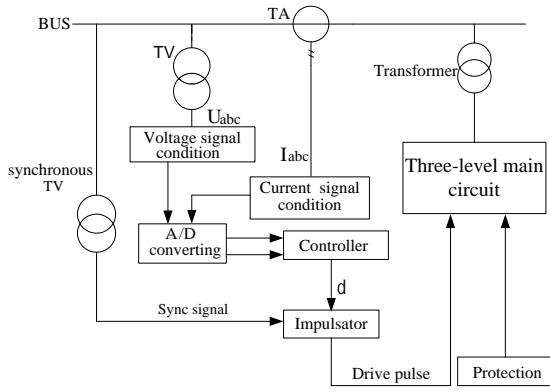 BUS
TA
TV
Transformer
Uabc
Voltage signal
condition
Iabc
Three-level main
circuit
synchronous
TV
Current signal
condition
A/D
converting
Controller
d
Sync signal
Impulsator
Drive pulse
Protection